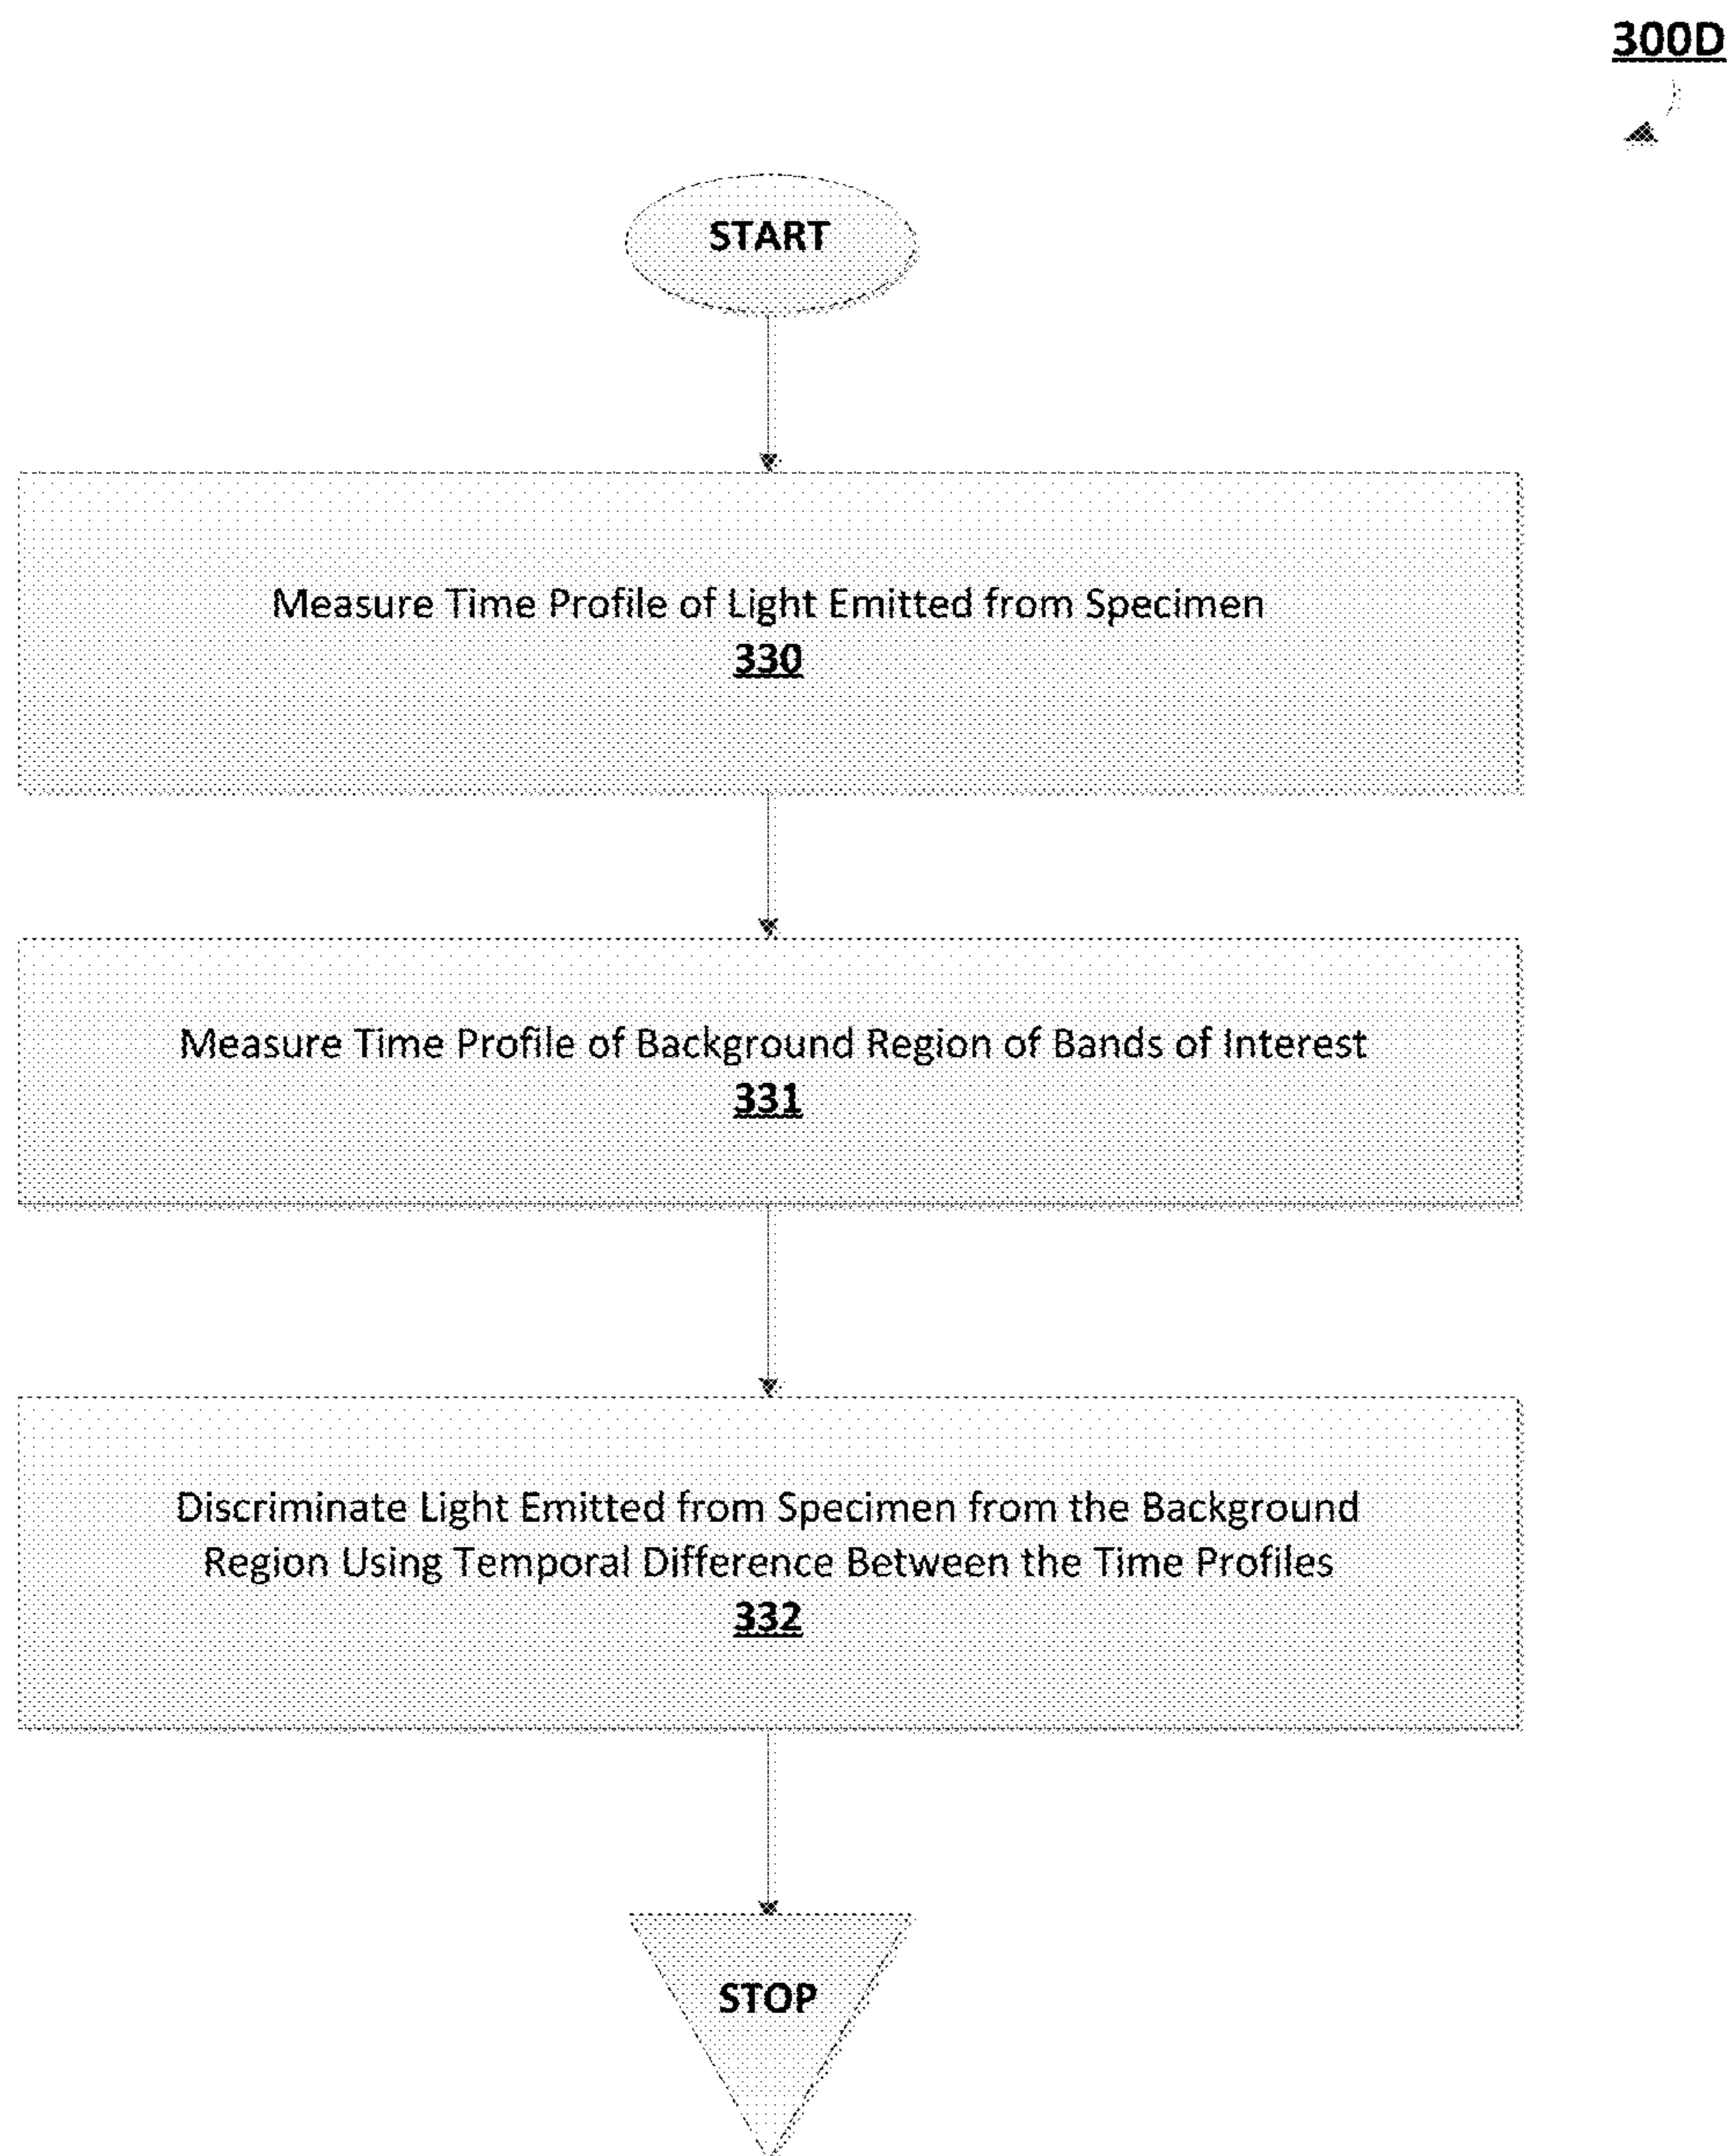 300D
START
Measure Time Profile of Light Emitted from Specimen
330
Measure Time Profile of Background Region of Bands of Interest
331
Discriminate Light Emitted from Specimen from the Background
Region Using Temporal Difference Between the Time Profiles
332
STOP